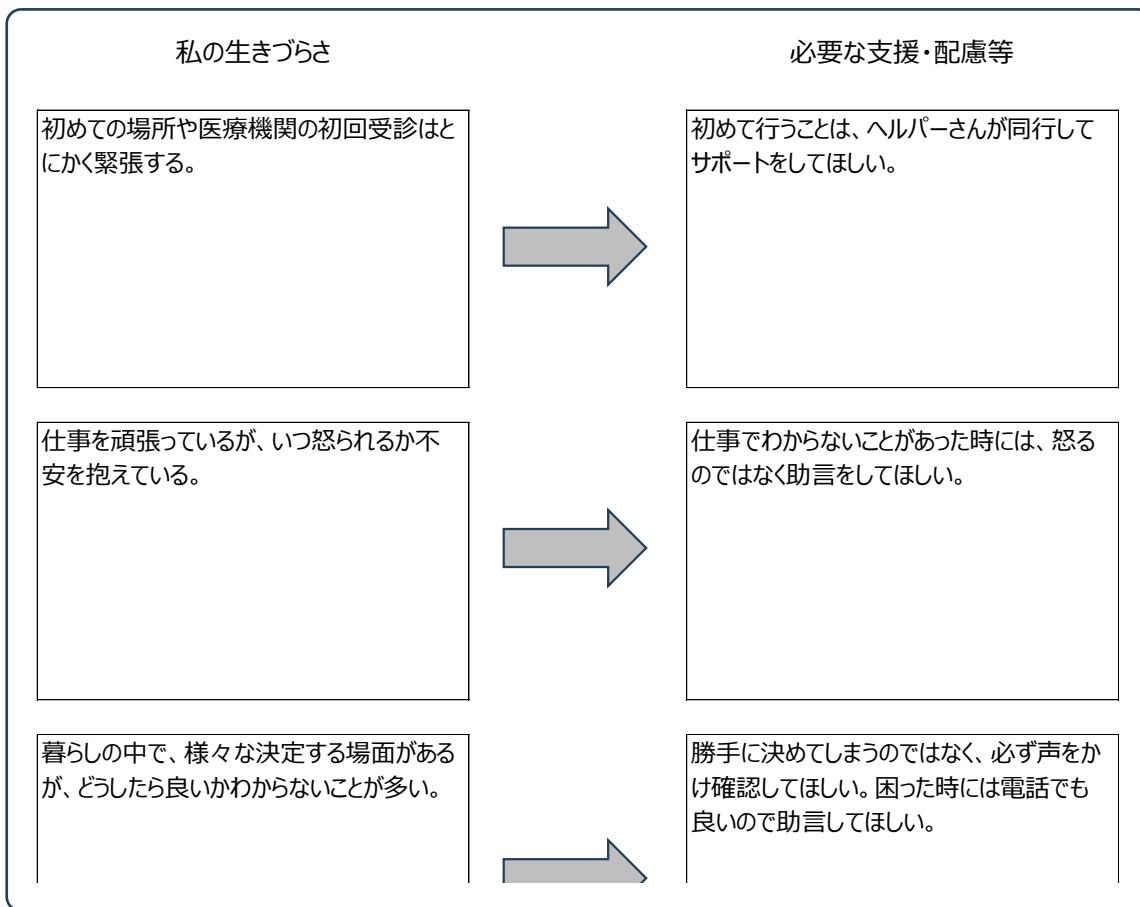 私の生きづらさ
必要な支援・配慮等
初めての場所や医療機関の初回受診はと
にかく緊張する。
初めて行うことは、ヘルパーさんが同行して
サポートをしてほしい。
仕事を頑張っているが、いつ怒られるか不
安を抱えている。
仕事でわからないことがあった時には、怒る
のではなく助言をしてほしい。
暮らしの中で、様々な決定する場面がある
が、どうしたら良いかわからないことが多い。
勝手に決めてしまうのではなく、必ず声をか
け確認してほしい。困った時には電話でも
良いので助言してほしい。